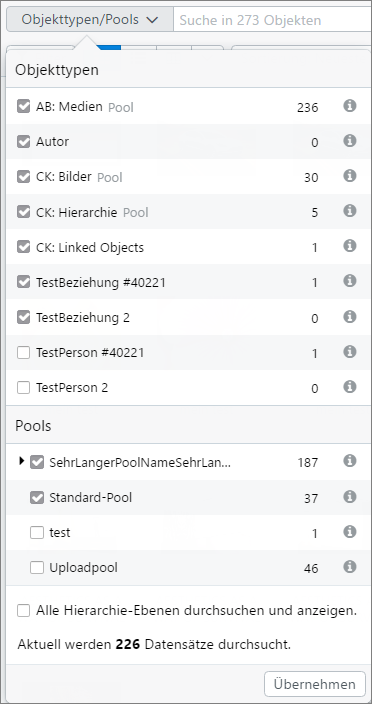 Objekttypen/Pools Suche in 273 Objekten
Objekttypen
AB: Medien Pool 236
Autor 0
CK: Bilder Pool 30
CK: Hierarchie Pool 5
CK: Linked Objects 1
TestBeziehung #40221 1
TestBeziehung 2 0
TestPerson #40221 1
TestPerson 2 0
Pools
SehrLangerPoolNameSehrLan... 187
Standard-Pool 37
test 1
Uploadpool 46
Alle Hierarchie-Ebenen durchsuchen und anzeigen.
Aktuell werden 226 Datensätze durchsucht.
Übernehmen